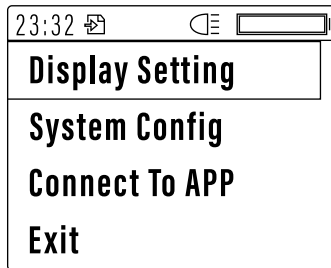 23:32
Display Setting
System Config
Connect To APP
Exit